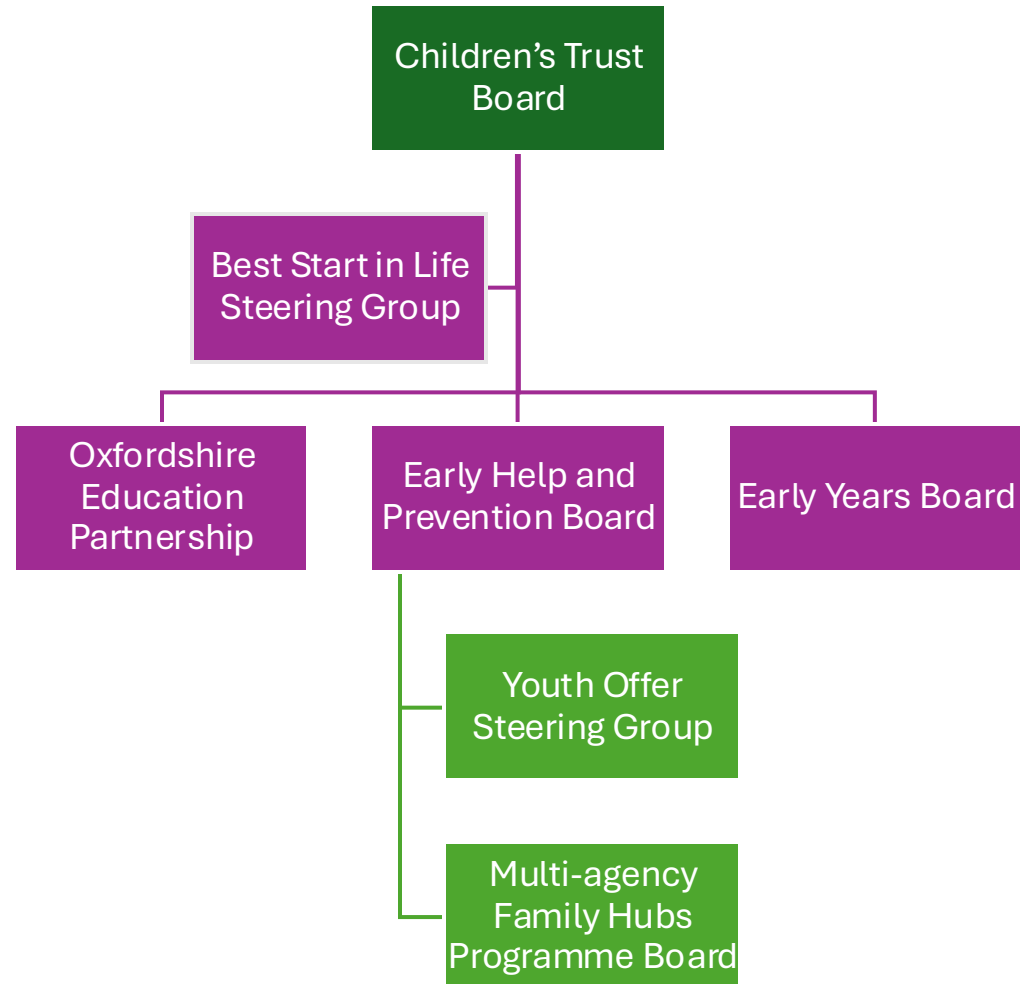 Children’s Trust
Board
Best Start in Life
Steering Group
Oxfordshire
Education
Partnership
Early Help and
Prevention Board
Early Years Board
Youth Offer
Steering Group
Multi-agency
Family Hubs
Programme Board